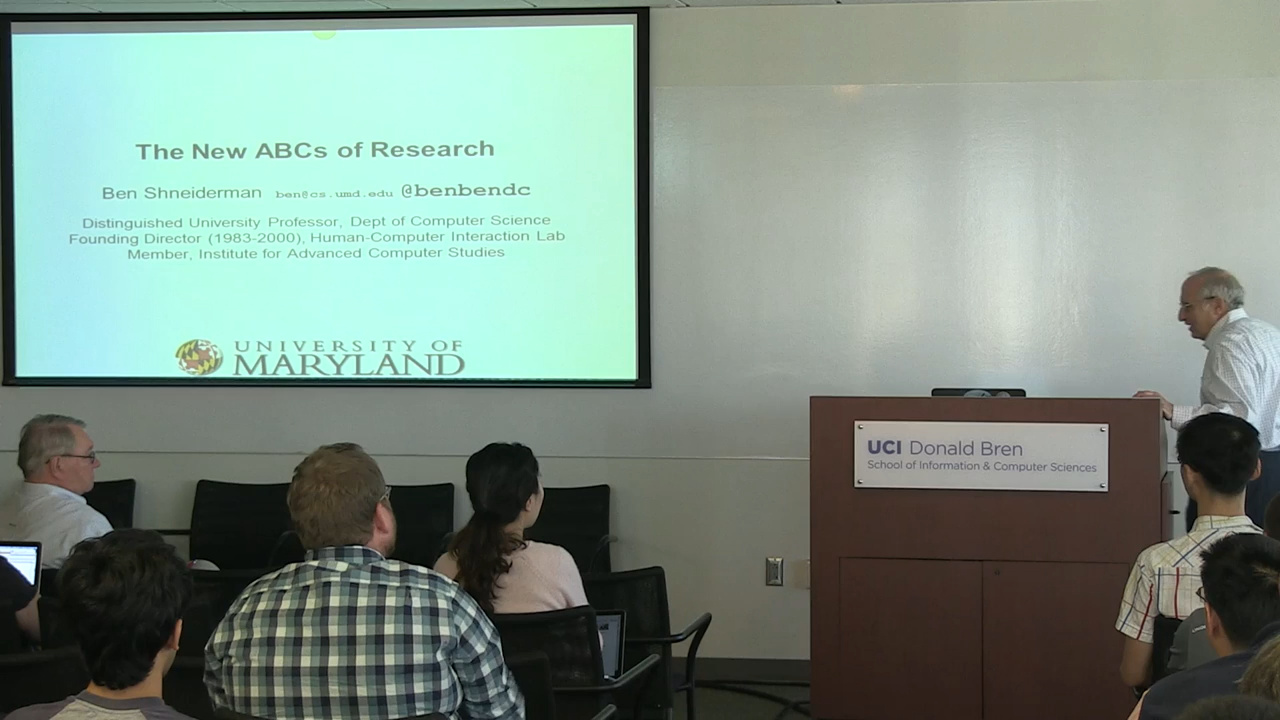 The New ABCs of Research
Ben Shneiderman ben@cs.umd.edu @benbendc
Distinguished University Professor, Dept of Computer Science
Founding Director (1983-2000), Human-Computer Interaction Lab
Member, Institute for Advanced Computer Studies
UNIVERSITY OF
MARYLAND
UCI Donald Bren
School of Information & Computer Sciences